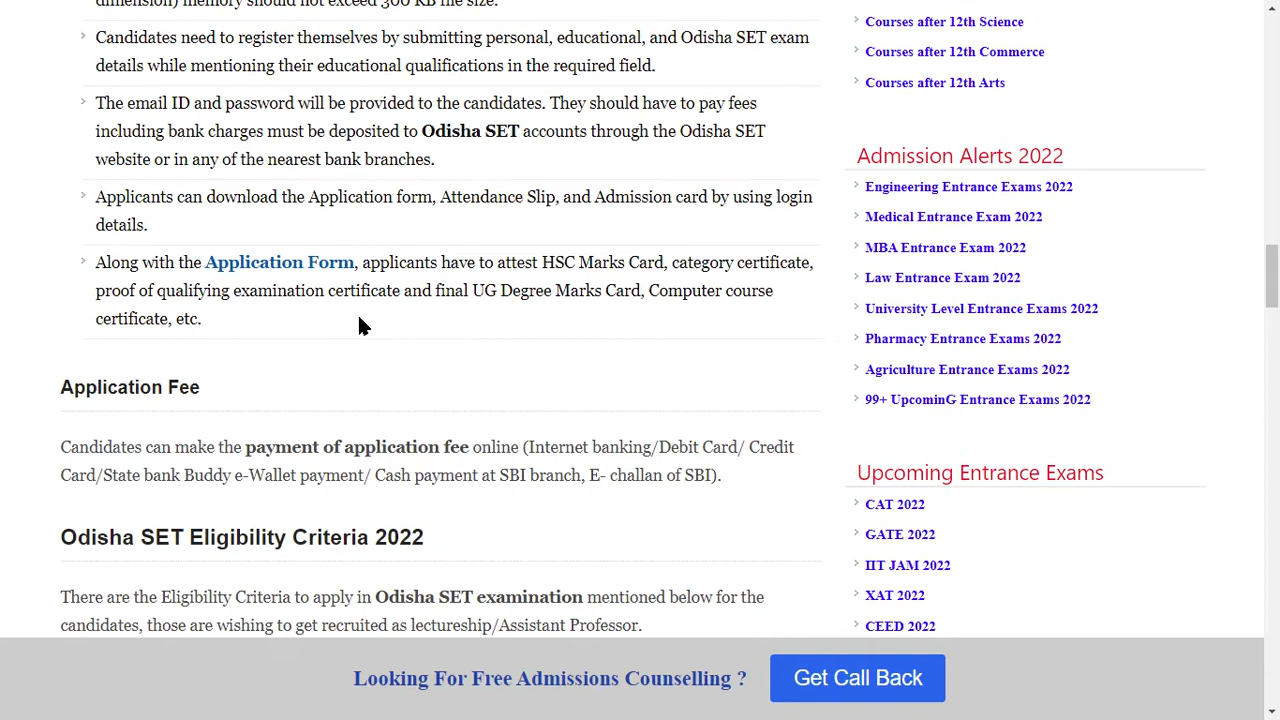 dimension) memory should not exceed 300 KB file size.
Candidates need to register themselves by submitting personal, educational, and Odisha SET exam
details while mentioning their educational qualifications in the required field.
The email ID and password will be provided to the candidates. They should have to pay fees
including bank charges must be deposited to Odisha SET accounts through the Odisha SET
website or in any of the nearest bank branches.
Applicants can download the Application form, Attendance Slip, and Admission card by using login
details.
Along with the Application Form, applicants have to attest HSC Marks Card, category certificate,
proof of qualifying examination certificate and final UG Degree Marks Card, Computer course
certificate, etc.
Application Fee
Candidates can make the payment of application fee online (Internet banking/Debit Card/ Credit
Card/State bank Buddy e-Wallet payment/ Cash payment at SBI branch, E- challan of SBI).
Odisha SET Eligibility Criteria 2022
There are the Eligibility Criteria to apply in Odisha SET examination mentioned below for the
candidates, those are wishing to get recruited as lectureship/Assistant Professor.
Courses after 12th Science
Courses after 12th Commerce
Courses after 12th Arts
Admission Alerts 2022
Engineering Entrance Exams 2022
Medical Entrance Exam 2022
MBA Entrance Exam 2022
Law Entrance Exam 2022
University Level Entrance Exams 2022
Pharmacy Entrance Exams 2022
Agriculture Entrance Exams 2022
99+ UpcominG Entrance Exams 2022
Upcoming Entrance Exams
CAT 2022
GATE 2022
IIT JAM 2022
XAT 2022
CEED 2022
Looking For Free Admissions Counselling ?
Get Call Back